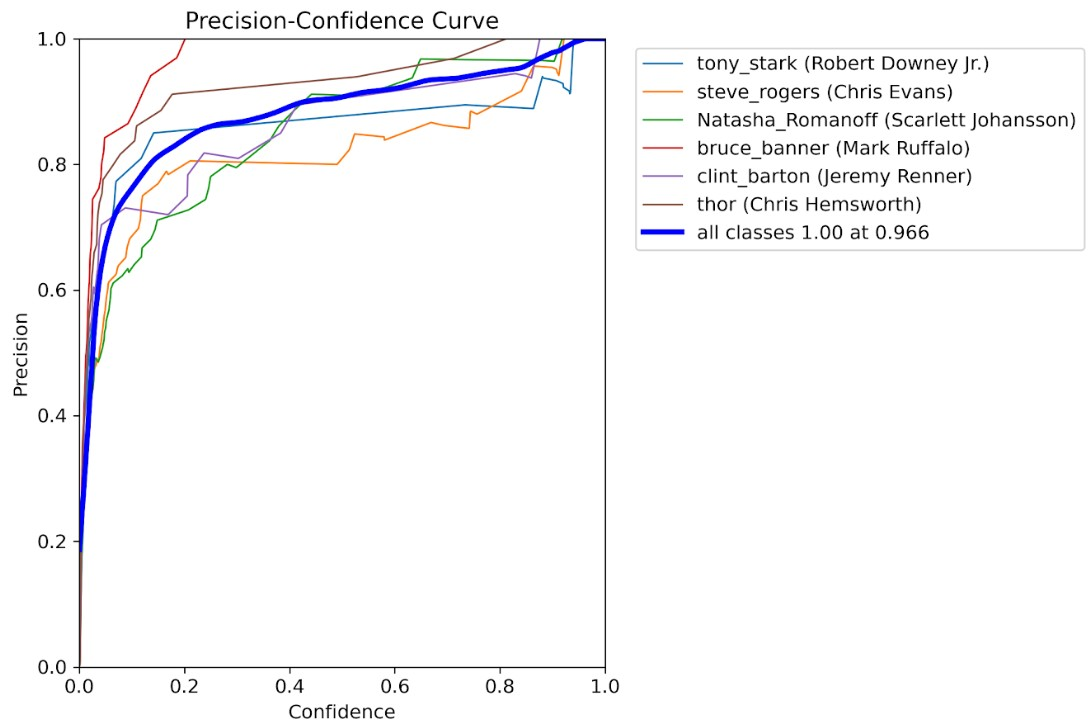 Precision-Confidence Curve
1.0
0.8
0.6
0.4
0.2
0.0
Precision
0.0 0.2 0.4 0.6 0.8 1.0
Confidence
tony_stark (Robert Downey Jr.)
steve_rogers (Chris Evans)
Natasha_Romanoff (Scarlett Johansson)
bruce_banner (Mark Ruffalo)
clint_barton (Jeremy Renner)
thor (Chris Hemsworth)
all classes 1.00 at 0.966